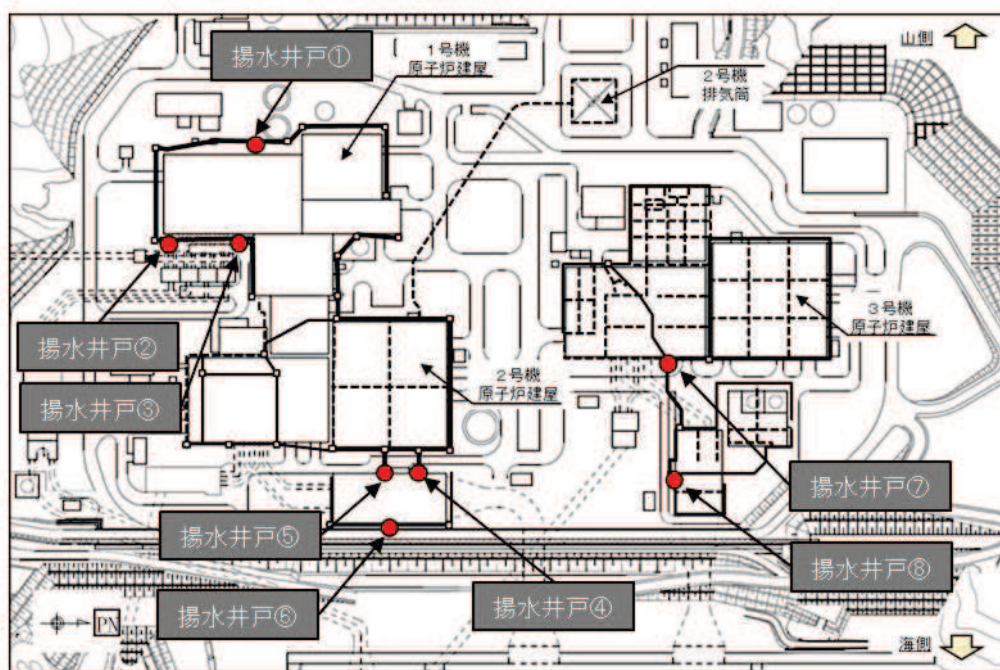 揚水井戸①
1号機
原子炉建屋
2号機
排気筒
山側
揚水井戸②
揚水井戸③
2号機
原子炉建屋
3号機
原子炉建屋
揚水井戸⑤
揚水井戸⑦
揚水井戸⑥
揚水井戸④
揚水井戸⑧
PN
海側